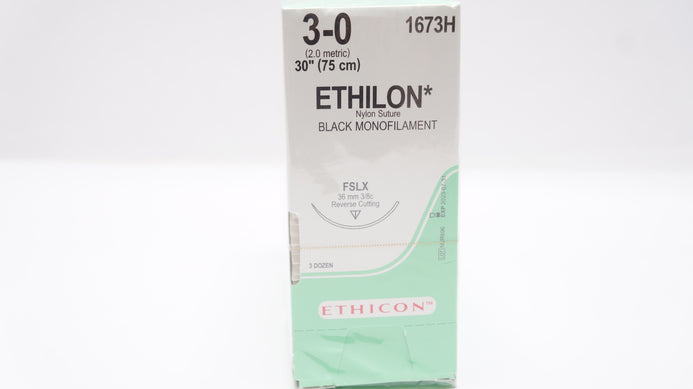 3-0
1673H
(2.0 metric)
30" (75 cm)
ETHILON*
Nylon Suture
BLACK MONOFILAMENT
FSLX
36 mm 3/8c
Reverse Cutting
3 DOZEN
ETHICON™